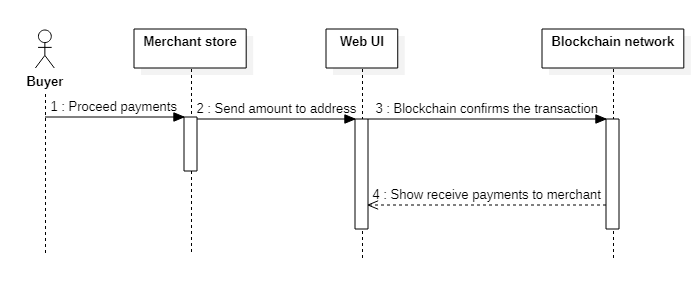 Merchant store
Web UI
Blockchain network
Buyer
1 : Proceed payments
2 : Send amount to address
3 : Blockchain confirms the transaction
4 : Show receive payments to merchant